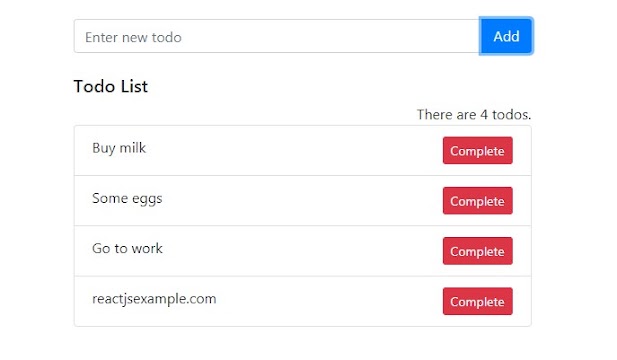 Enter new todo Add
Todo List
There are 4 todos.
Buy milk Complete
Some eggs Complete
Go to work Complete
reactjsexample.com Complete